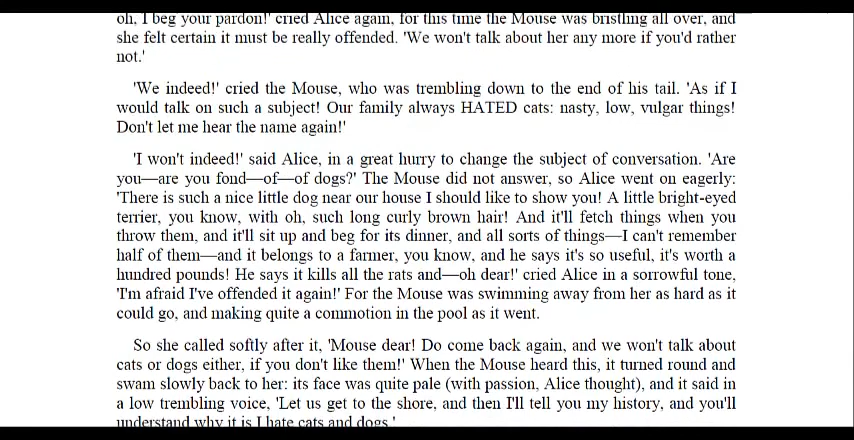 oh, I beg your pardon!' cried Alice again, for this time the Mouse was bristling all over, and
she felt certain it must be really offended. 'We won't talk about her any more if you'd rather
not.'
'We indeed!' cried the Mouse, who was trembling down to the end of his tail. 'As if I
would talk on such a subject! Our family always HATED cats: nasty, low, vulgar things!
Don't let me hear the name again!'
'I won't indeed!' said Alice, in a great hurry to change the subject of conversation. 'Are
you—are you fond—of—of dogs?' The Mouse did not answer, so Alice went on eagerly:
'There is such a nice little dog near our house I should like to show you! A little bright-eyed
terrier, you know, with oh, such long curly brown hair! And it'll fetch things when you
throw them, and it'll sit up and beg for its dinner, and all sorts of things—I can't remember
half of them—and it belongs to a farmer, you know, and he says it's so useful, it's worth a
hundred pounds! He says it kills all the rats and—oh dear!' cried Alice in a sorrowful tone,
'I'm afraid I've offended it again!' For the Mouse was swimming away from her as hard as it
could go, and making quite a commotion in the pool as it went.
So she called softly after it, 'Mouse dear! Do come back again, and we won't talk about
cats or dogs either, if you don't like them!' When the Mouse heard this, it turned round and
swam slowly back to her: its face was quite pale (with passion, Alice thought), and it said in
a low trembling voice, 'Let us get to the shore, and then I'll tell you my history, and you'll
understand why it is I hate cats and dogs.'